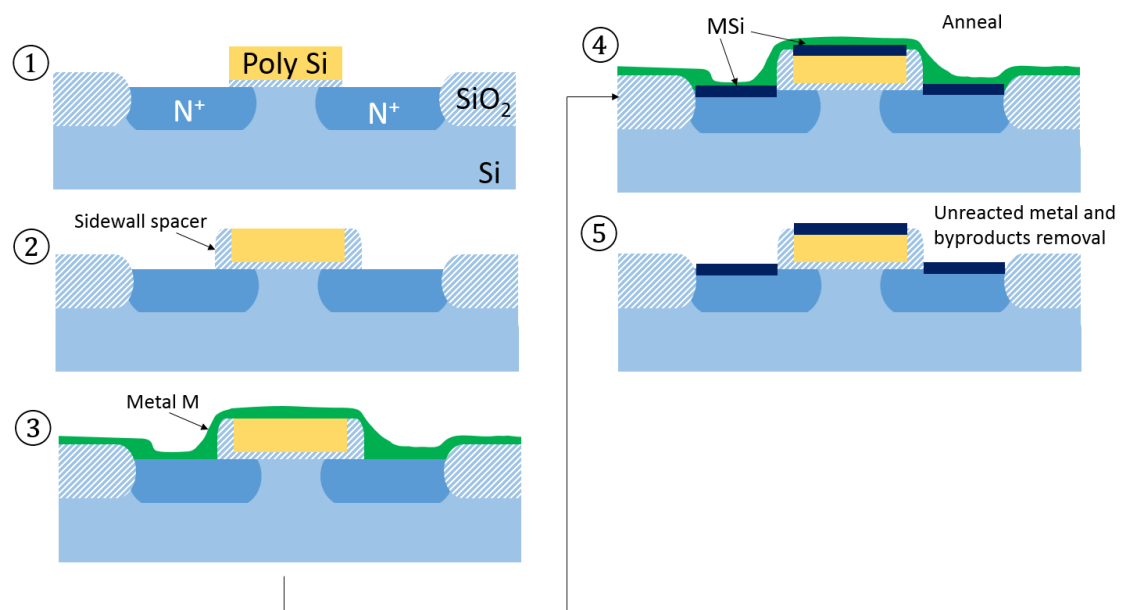 ①
Poly Si
N⁺
N⁺
SiO₂
Si
②
Sidewall spacer
③
Metal M
④
MSi
Anneal
⑤
Unreacted metal and
byproducts removal